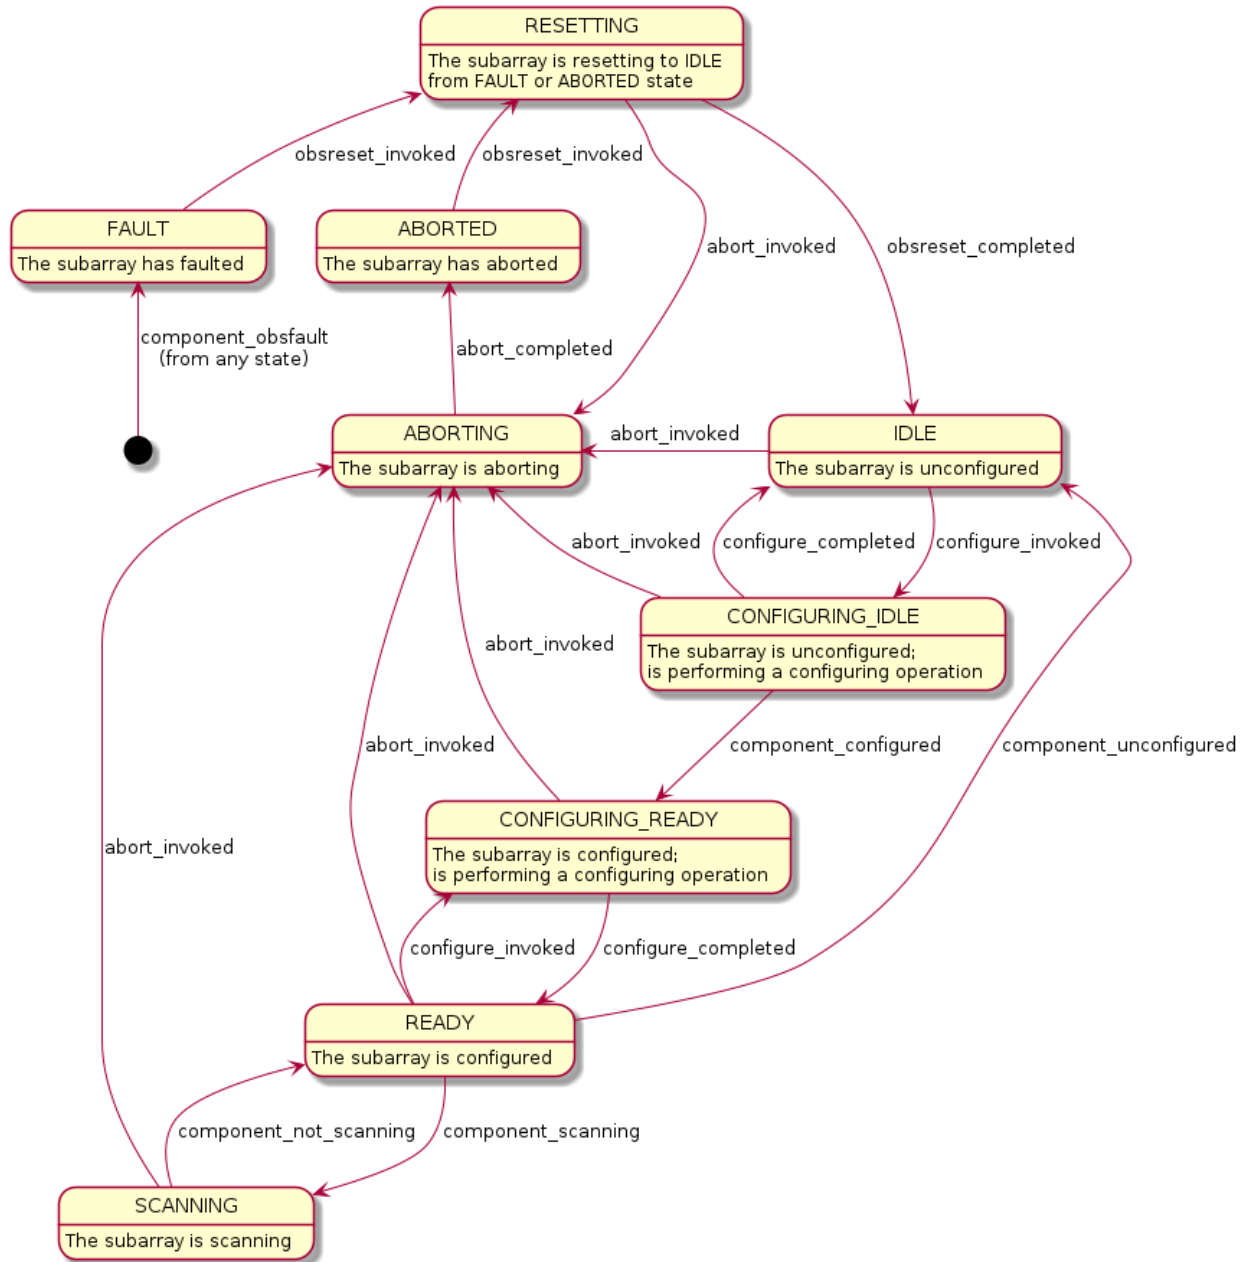 RESETTING
The subarray is resetting to IDLE
from FAULT or ABORTED state
obsreset_invoked
obsreset_invoked
FAULT
The subarray has faulted
ABORTED
The subarray has aborted
abort_invoked
obsreset_completed
component_obsfault
(from any state)
abort_completed
ABORTING
The subarray is aborting
abort_invoked
IDLE
The subarray is unconfigured
abort_invoked
configure_completed
configure_invoked
CONFIGURING_IDLE
The subarray is unconfigured;
is performing a configuring operation
abort_invoked
abort_invoked
component_configured
component_unconfigured
CONFIGURING_READY
The subarray is configured;
is performing a configuring operation
abort_invoked
configure_invoked
configure_completed
READY
The subarray is configured
component_not_scanning
component_scanning
SCANNING
The subarray is scanning